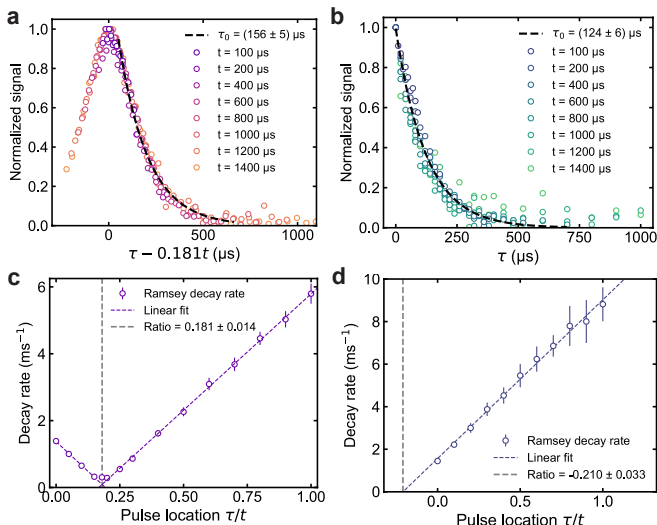 a
Normalized signal
1.0
0.8
0.6
0.4
0.2
0.0
τ₀ = (156 ± 5) μs
t = 100 μs
t = 200 μs
t = 400 μs
t = 600 μs
t = 800 μs
t = 1000 μs
t = 1200 μs
t = 1400 μs
0 500 1000
τ − 0.181t (μs)
b
Normalized signal
1.0
0.8
0.6
0.4
0.2
0.0
τ₀ = (124 ± 6) μs
t = 100 μs
t = 200 μs
t = 400 μs
t = 600 μs
t = 800 μs
t = 1000 μs
t = 1200 μs
t = 1400 μs
0 250 500 750 1000
τ (μs)
c
Decay rate (ms⁻¹)
6
4
2
0
Ramsey decay rate
Linear fit
Ratio = 0.181 ± 0.014
0.00 0.25 0.50 0.75 1.00
Pulse location τ/t
d
Decay rate (ms⁻¹)
10
8
6
4
2
0
Ramsey decay rate
Linear fit
Ratio = -0.210 ± 0.033
0.0 0.5 1.0
Pulse location τ/t